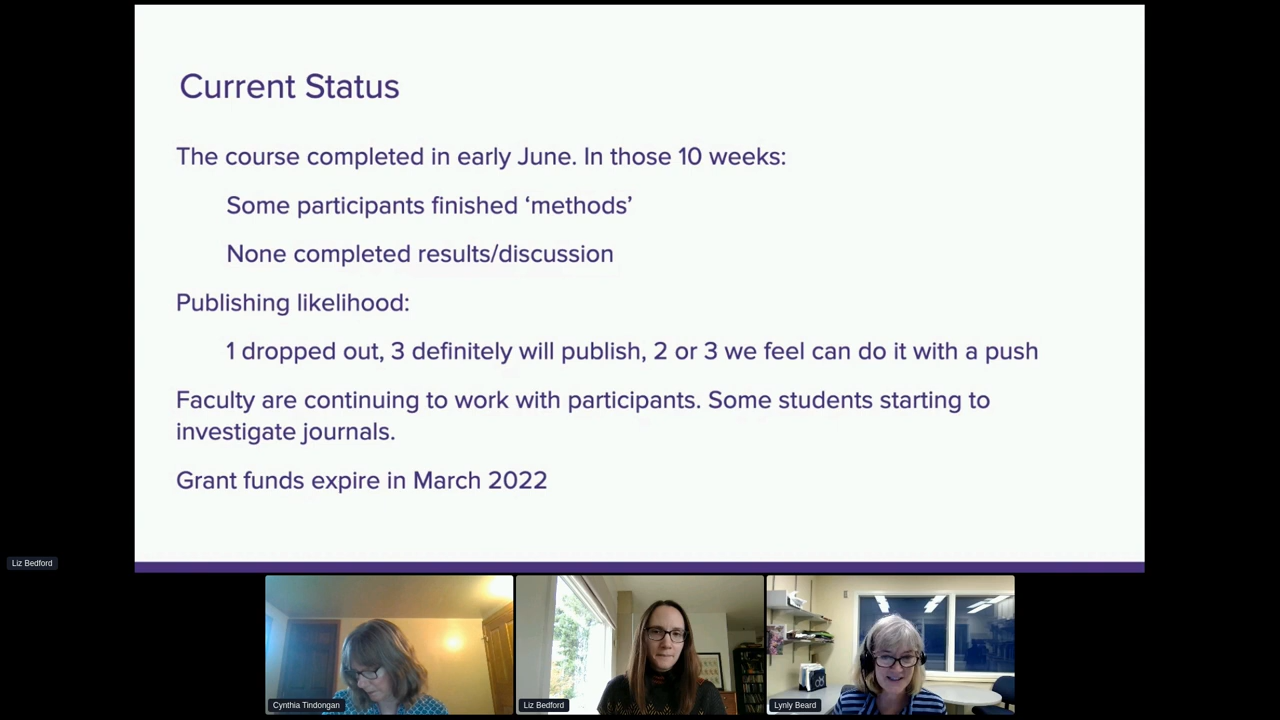 Current Status
The course completed in early June. In those 10 weeks:
Some participants finished ‘methods’
None completed results/discussion
Publishing likelihood:
1 dropped out, 3 definitely will publish, 2 or 3 we feel can do it with a push
Faculty are continuing to work with participants. Some students starting to
investigate journals.
Grant funds expire in March 2022
Liz Bedford
Cynthia Tindongan
Liz Bedford
Lynly Beard